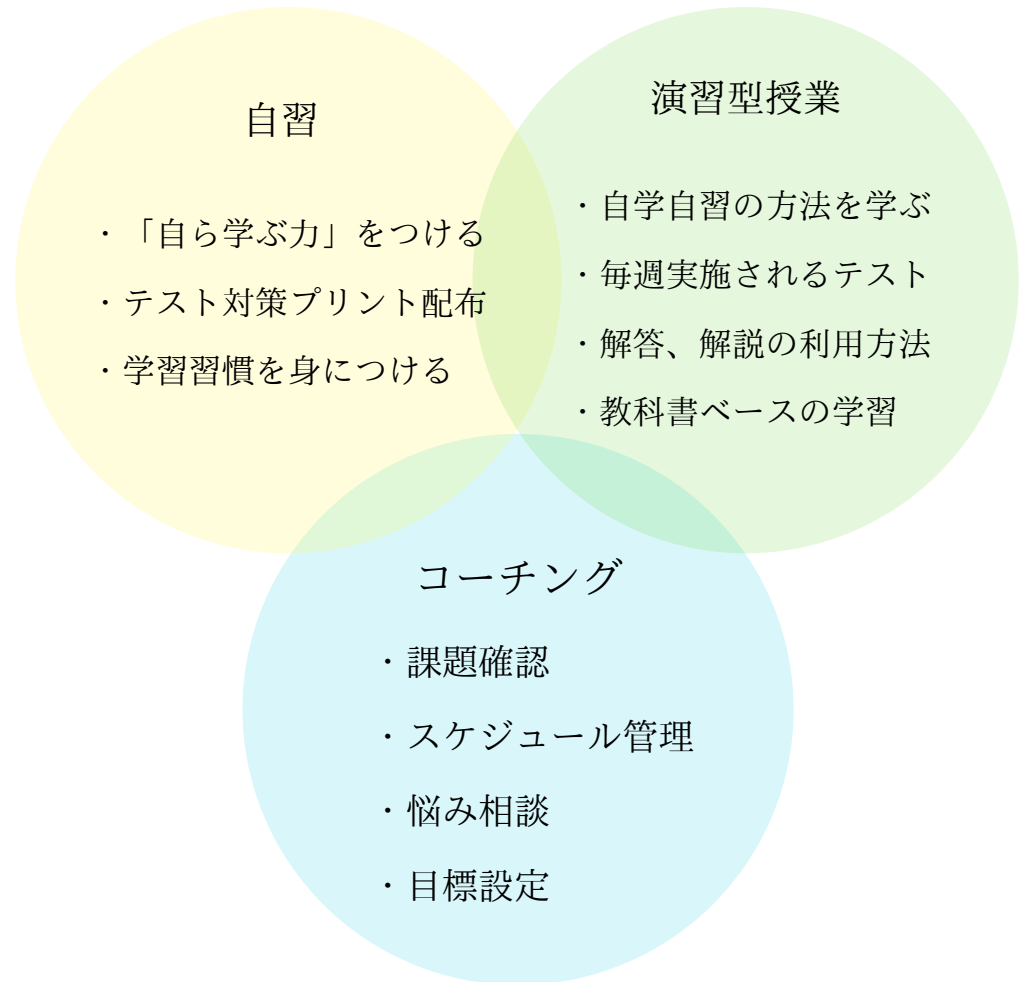 自習
・「自ら学ぶ力」をつける
・テスト対策プリント配布
・学習習慣を身につける
演習型授業
・自学自習の方法を学ぶ
・毎週実施されるテスト
・解答、解説の利用方法
・教科書ベースの学習
コーチング
・課題確認
・スケジュール管理
・悩み相談
・目標設定